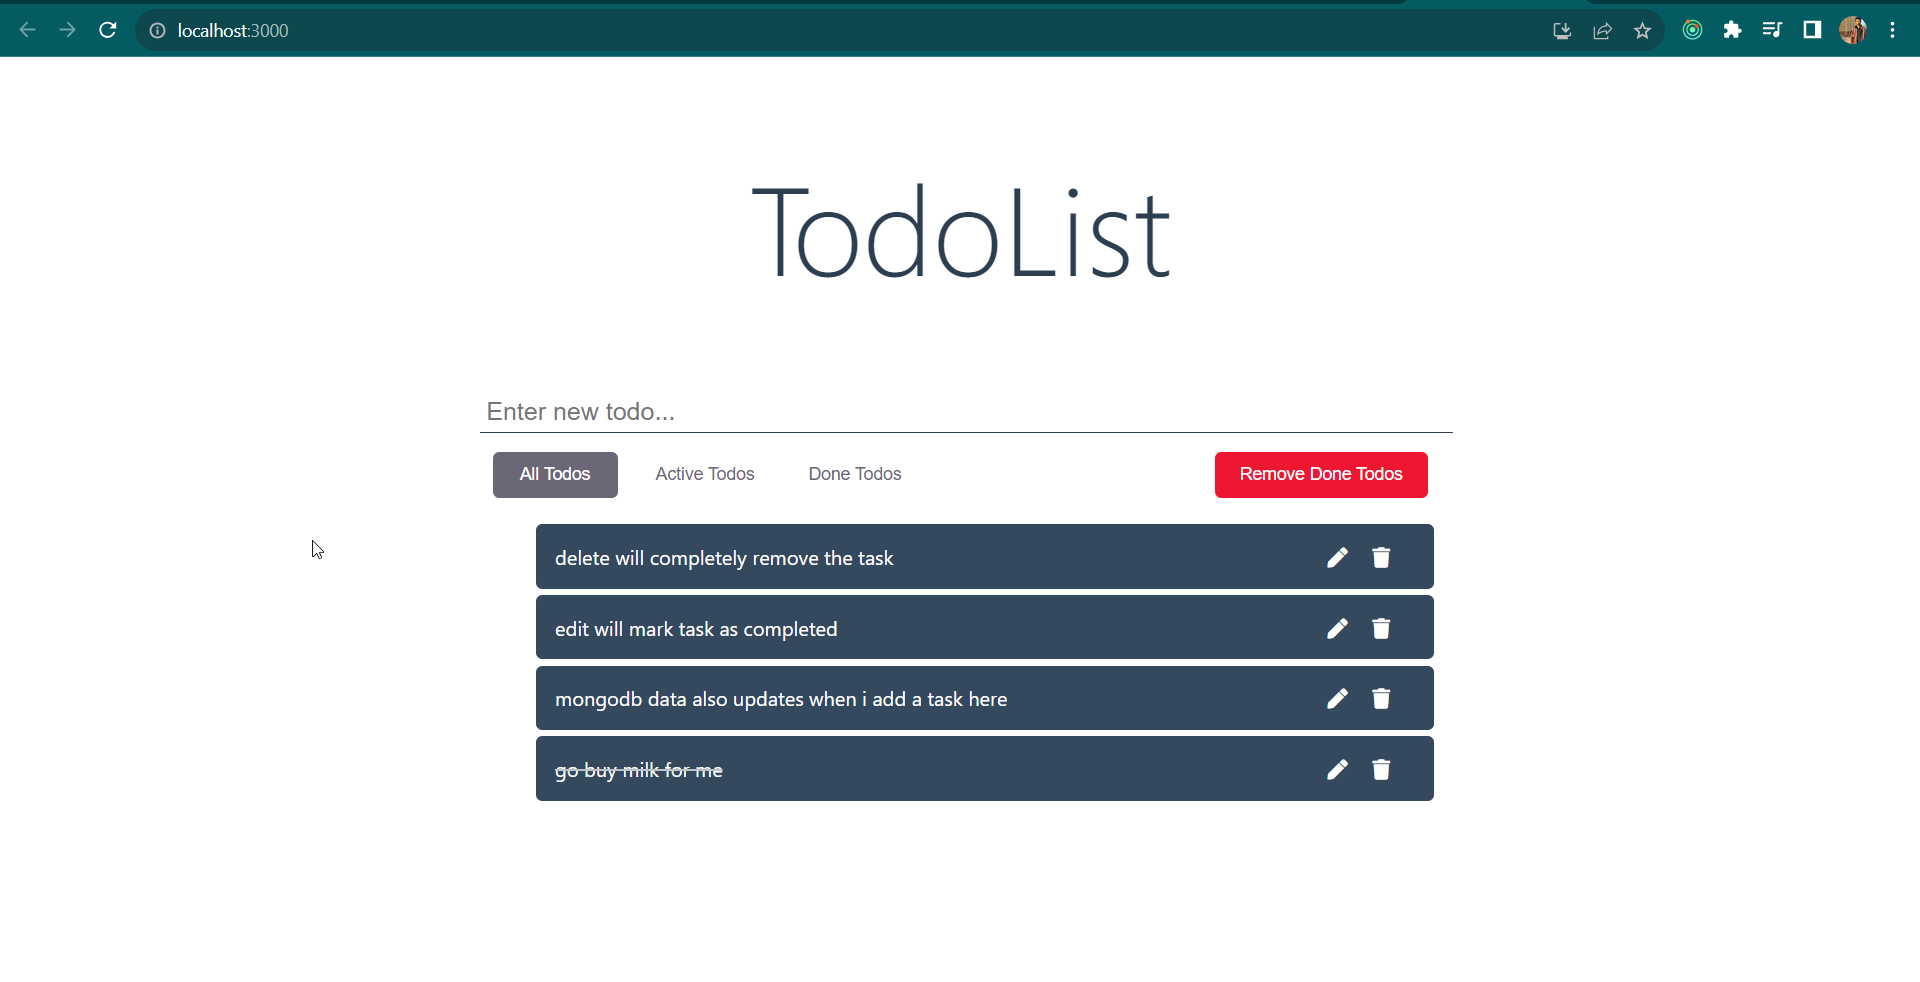 localhost:3000
TodoList
Enter new todo...
All Todos Active Todos Done Todos Remove Done Todos
delete will completely remove the task
edit will mark task as completed
mongodb data also updates when i add a task here
go buy milk for me